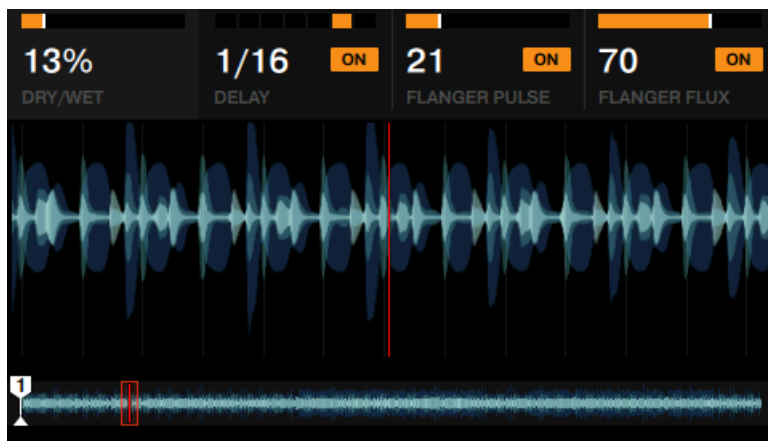 13%
DRY/WET
1/16 ON
DELAY
21 ON
FLANGER PULSE
70 ON
FLANGER FLUX
1